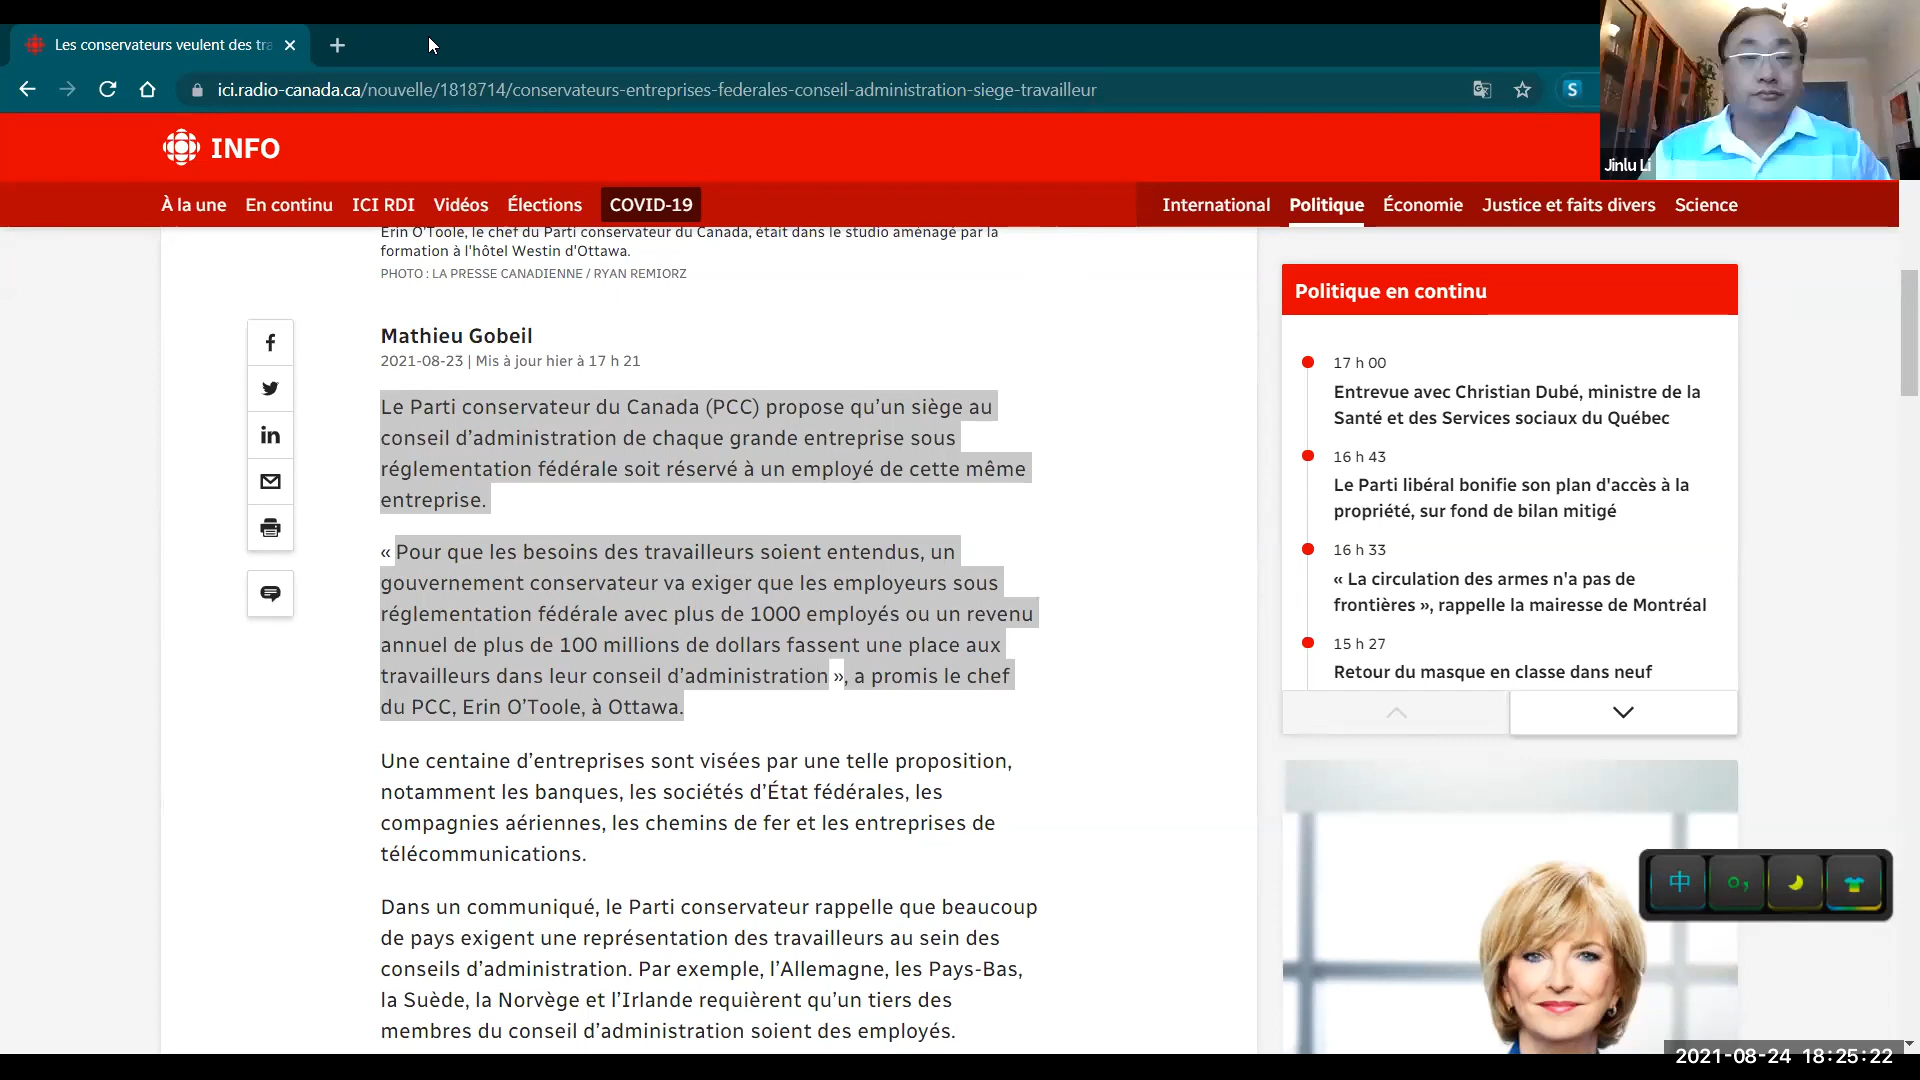 Les conservateurs veulent des tra
ici.radio-canada.ca/nouvelle/1818714/conservateurs-entreprises-federales-conseil-administration-siege-travailleur
S
INFO
Jinlu Li
À la une En continu ICI RDI Vidéos Élections COVID-19 International Politique Économie Justice et faits divers Science
Erin O'Toole, le chef du Parti conservateur du Canada, était dans le studio aménagé par la
formation à l'hôtel Westin d'Ottawa.
PHOTO : LA PRESSE CANADIENNE / RYAN REMIORZ
Mathieu Gobeil
2021-08-23 | Mis à jour hier à 17 h 21
Le Parti conservateur du Canada (PCC) propose qu’un siège au
conseil d’administration de chaque grande entreprise sous
réglementation fédérale soit réservé à un employé de cette même
entreprise.
« Pour que les besoins des travailleurs soient entendus, un
gouvernement conservateur va exiger que les employeurs sous
réglementation fédérale avec plus de 1000 employés ou un revenu
annuel de plus de 100 millions de dollars fassent une place aux
travailleurs dans leur conseil d’administration », a promis le chef
du PCC, Erin O’Toole, à Ottawa.
Une centaine d’entreprises sont visées par une telle proposition,
notamment les banques, les sociétés d’État fédérales, les
compagnies aériennes, les chemins de fer et les entreprises de
télécommunications.
Dans un communiqué, le Parti conservateur rappelle que beaucoup
de pays exigent une représentation des travailleurs au sein des
conseils d’administration. Par exemple, l’Allemagne, les Pays-Bas,
la Suède, la Norvège et l’Irlande requièrent qu’un tiers des
membres du conseil d’administration soient des employés.
Politique en continu
17 h 00
Entrevue avec Christian Dubé, ministre de la
Santé et des Services sociaux du Québec
16 h 43
Le Parti libéral bonifie son plan d'accès à la
propriété, sur fond de bilan mitigé
16 h 33
« La circulation des armes n'a pas de
frontières », rappelle la mairesse de Montréal
15 h 27
Retour du masque en classe dans neuf
中
2021-08-24 18:25:22